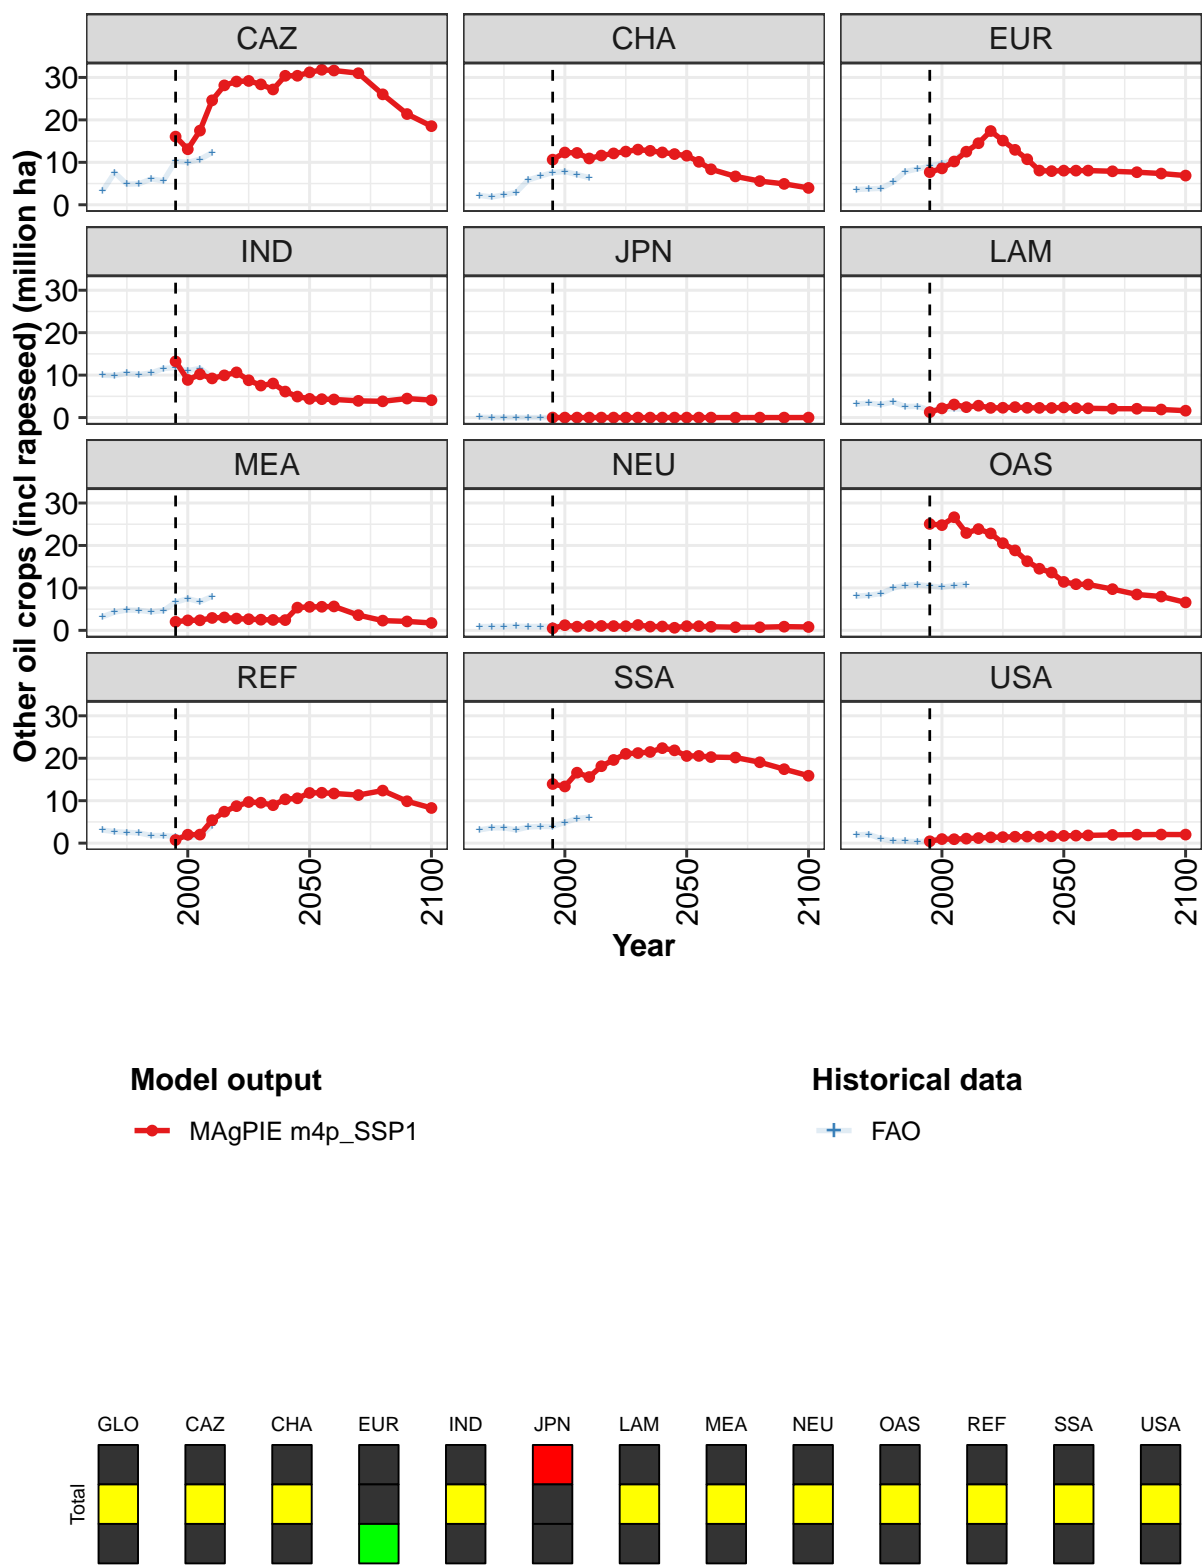 CAZ CHA EUR
30
20
10
0
IND JPN LAM
30
20
10
0
MEA NEU OAS
30
20
10
0
REF SSA USA
30
20
10
0
2000 2050 2100 2000 2050 2100 2000 2050 2100
Year
Other oil crops (incl rapeseed) (million ha)
Model output Historical data
MAgPIE m4p_SSP1 FAO
GLO CAZ CHA EUR IND JPN LAM MEA NEU OAS REF SSA USA
Total